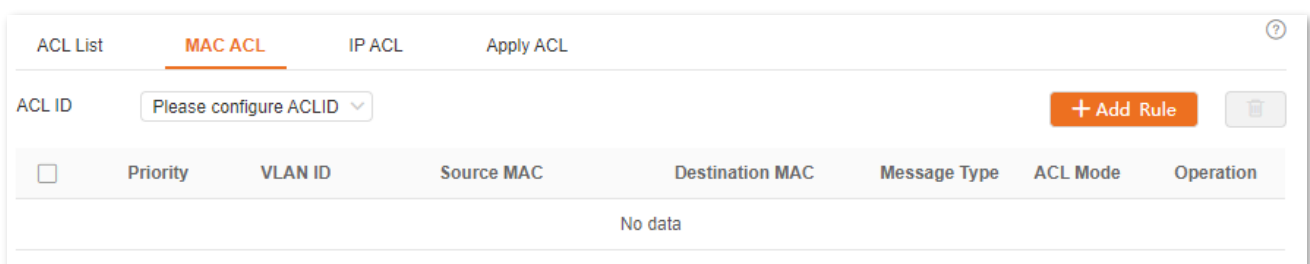 ACL List MAC ACL IP ACL Apply ACL ?
ACL ID Please configure ACLID + Add Rule
Priority VLAN ID Source MAC Destination MAC Message Type ACL Mode Operation
No data